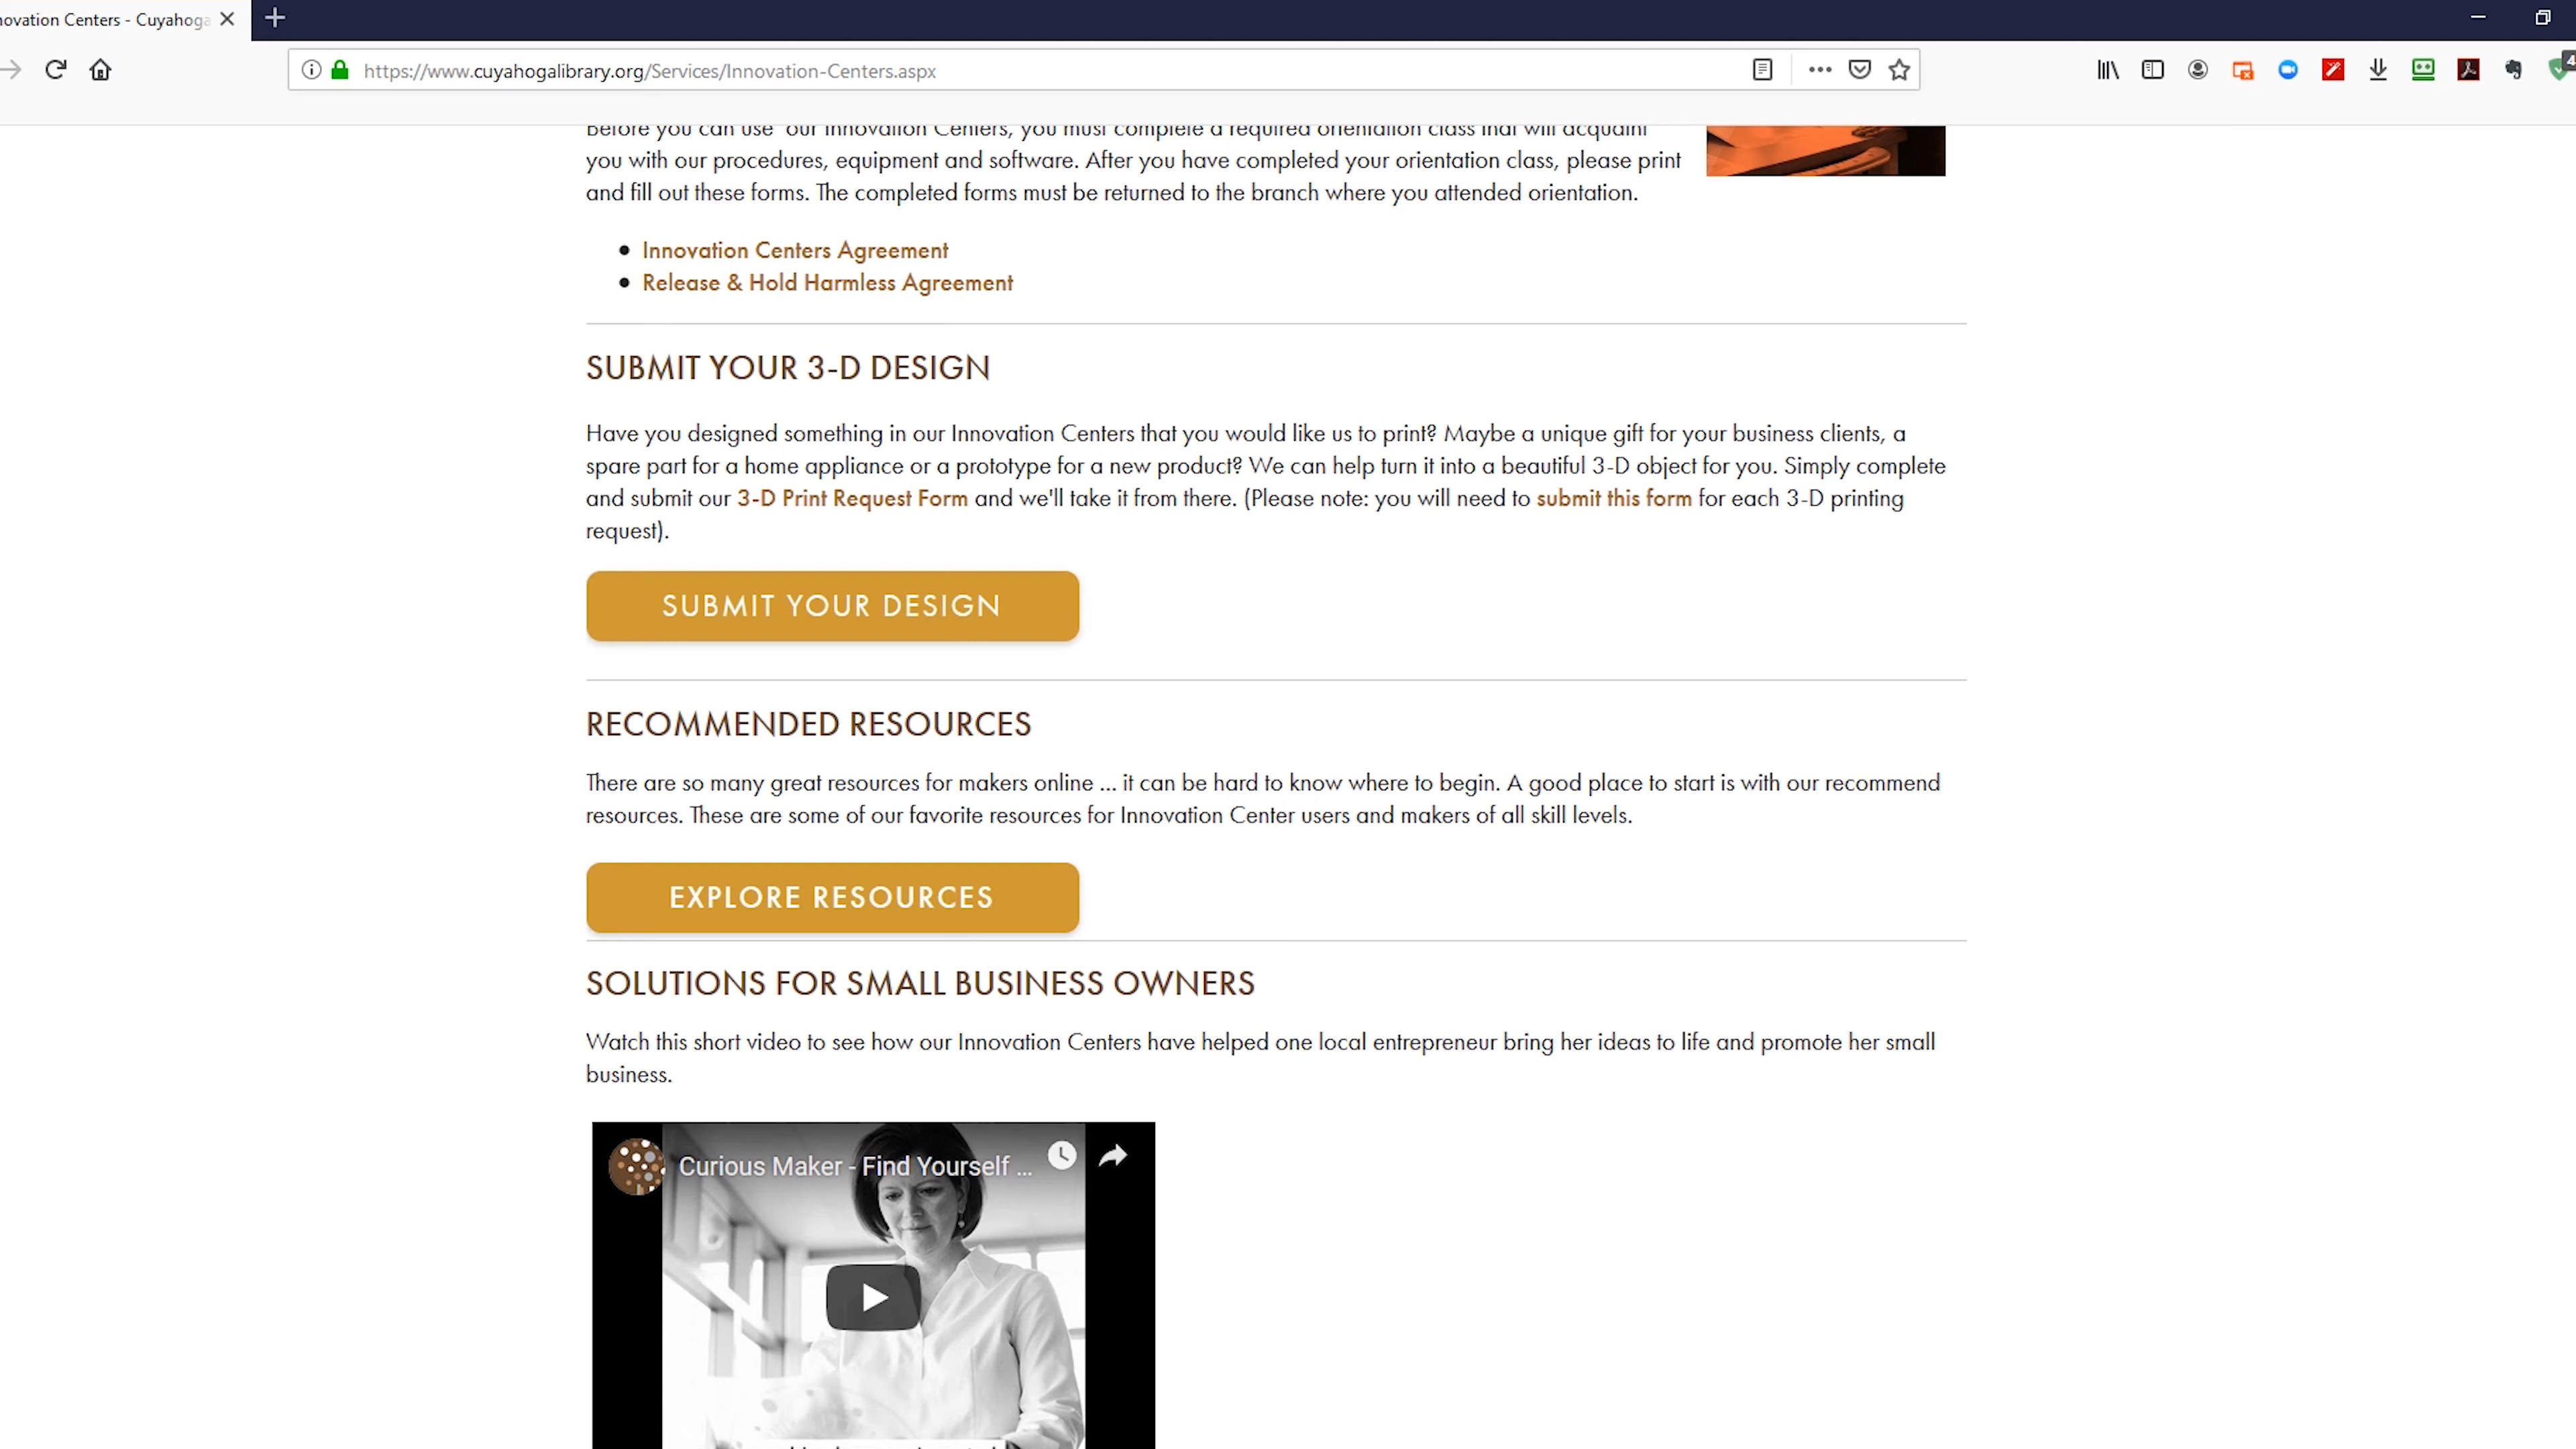 novation Centers - Cuyahoga
https://www.cuyahogalibrary.org/Services/Innovation-Centers.aspx
4
Before you can use our Innovation Centers, you must complete a required orientation class that will acquaint
you with our procedures, equipment and software. After you have completed your orientation class, please print
and fill out these forms. The completed forms must be returned to the branch where you attended orientation.
Innovation Centers Agreement
Release & Hold Harmless Agreement
SUBMIT YOUR 3-D DESIGN
Have you designed something in our Innovation Centers that you would like us to print? Maybe a unique gift for your business clients, a
spare part for a home appliance or a prototype for a new product? We can help turn it into a beautiful 3-D object for you. Simply complete
and submit our 3-D Print Request Form and we'll take it from there. (Please note: you will need to submit this form for each 3-D printing
request).
SUBMIT YOUR DESIGN
RECOMMENDED RESOURCES
There are so many great resources for makers online ... it can be hard to know where to begin. A good place to start is with our recommend
resources. These are some of our favorite resources for Innovation Center users and makers of all skill levels.
EXPLORE RESOURCES
SOLUTIONS FOR SMALL BUSINESS OWNERS
Watch this short video to see how our Innovation Centers have helped one local entrepreneur bring her ideas to life and promote her small
business.
Curious Maker - Find Yourself ...